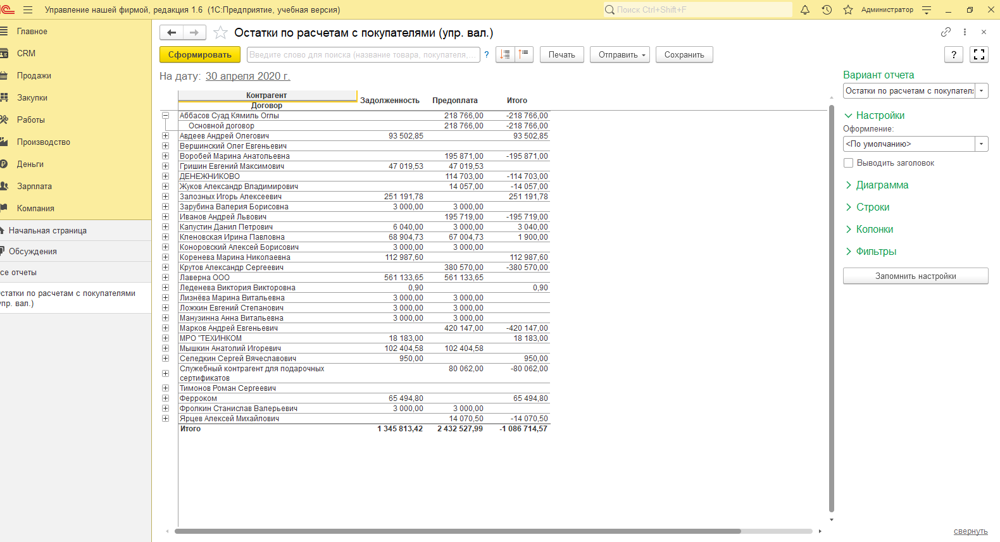 Управление нашей фирмой, редакция 1.6 (1С:Предприятие, учебная версия)
Поиск Ctrl+Shift+F
Администратор
Главное
CRM
Продажи
Закупки
Работы
Производство
Деньги
Зарплата
Компания
Начальная страница
Обсуждения
се отчеты
статки по расчетам с покупателями
упр. вал.)
Остатки по расчетам с покупателями (упр. вал.)
Сформировать
Введите слово для поиска (название товара, покупателя,...
?
Печать
Отправить
Сохранить
?
На дату: 30 апреля 2020 г.
Контрагент Задолженность Предоплата Итого
Договор
Аббасов Суад Кямиль Оглы 218 766,00 -218 766,00
Основной договор 218 766,00 -218 766,00
Авдеев Андрей Олегович 93 502,85 93 502,85
Вершинский Олег Евгеньевич
Воробей Марина Анатольевна 195 871,00 -195 871,00
Гришин Евгений Максимович 47 019,53 47 019,53
ДЕНЕЖНИКОВО 114 703,00 -114 703,00
Жуков Александр Владимирович 14 057,00 -14 057,00
Залозных Игорь Алексеевич 251 191,78 251 191,78
Зарубина Валерия Борисовна 3 000,00 3 000,00
Иванов Андрей Львович 195 719,00 -195 719,00
Капустин Данил Петрович 6 040,00 3 000,00 3 040,00
Кленовская Ирина Павловна 68 904,73 67 004,73 1 900,00
Коноровский Алексей Борисович 3 000,00 3 000,00
Коренева Марина Николаевна 112 987,60 112 987,60
Крутов Александр Сергеевич 380 570,00 -380 570,00
Лаверна ООО 561 133,65 561 133,65
Леденева Виктория Викторовна 0,90 0,90
Лизнёва Марина Витальевна 3 000,00 3 000,00
Ложкин Евгений Степанович 3 000,00 3 000,00
Манузинна Анна Витальевна 3 000,00 3 000,00
Марков Андрей Евгеньевич 420 147,00 -420 147,00
МРО "ТЕХИНКОМ 18 183,00 18 183,00
Мышкин Анатолий Игоревич 102 404,58 102 404,58
Селедкин Сергей Вячеславович 950,00 950,00
Служебный контрагент для подарочных 80 062,00 -80 062,00
сертификатов
Тимонов Роман Сергеевич
Ферроком 65 494,80 65 494,80
Фролкин Станислав Валерьевич 3 000,00 3 000,00
Ярцев Алексей Михайлович 14 070,50 -14 070,50
Итого 1 345 813,42 2 432 527,99 -1 086 714,57
Вариант отчета
Остатки по расчетам с покупател
Настройки
Оформление:
<По умолчанию>
Выводить заголовок
Диаграмма
Строки
Колонки
Фильтры
Запомнить настройки
свернуть